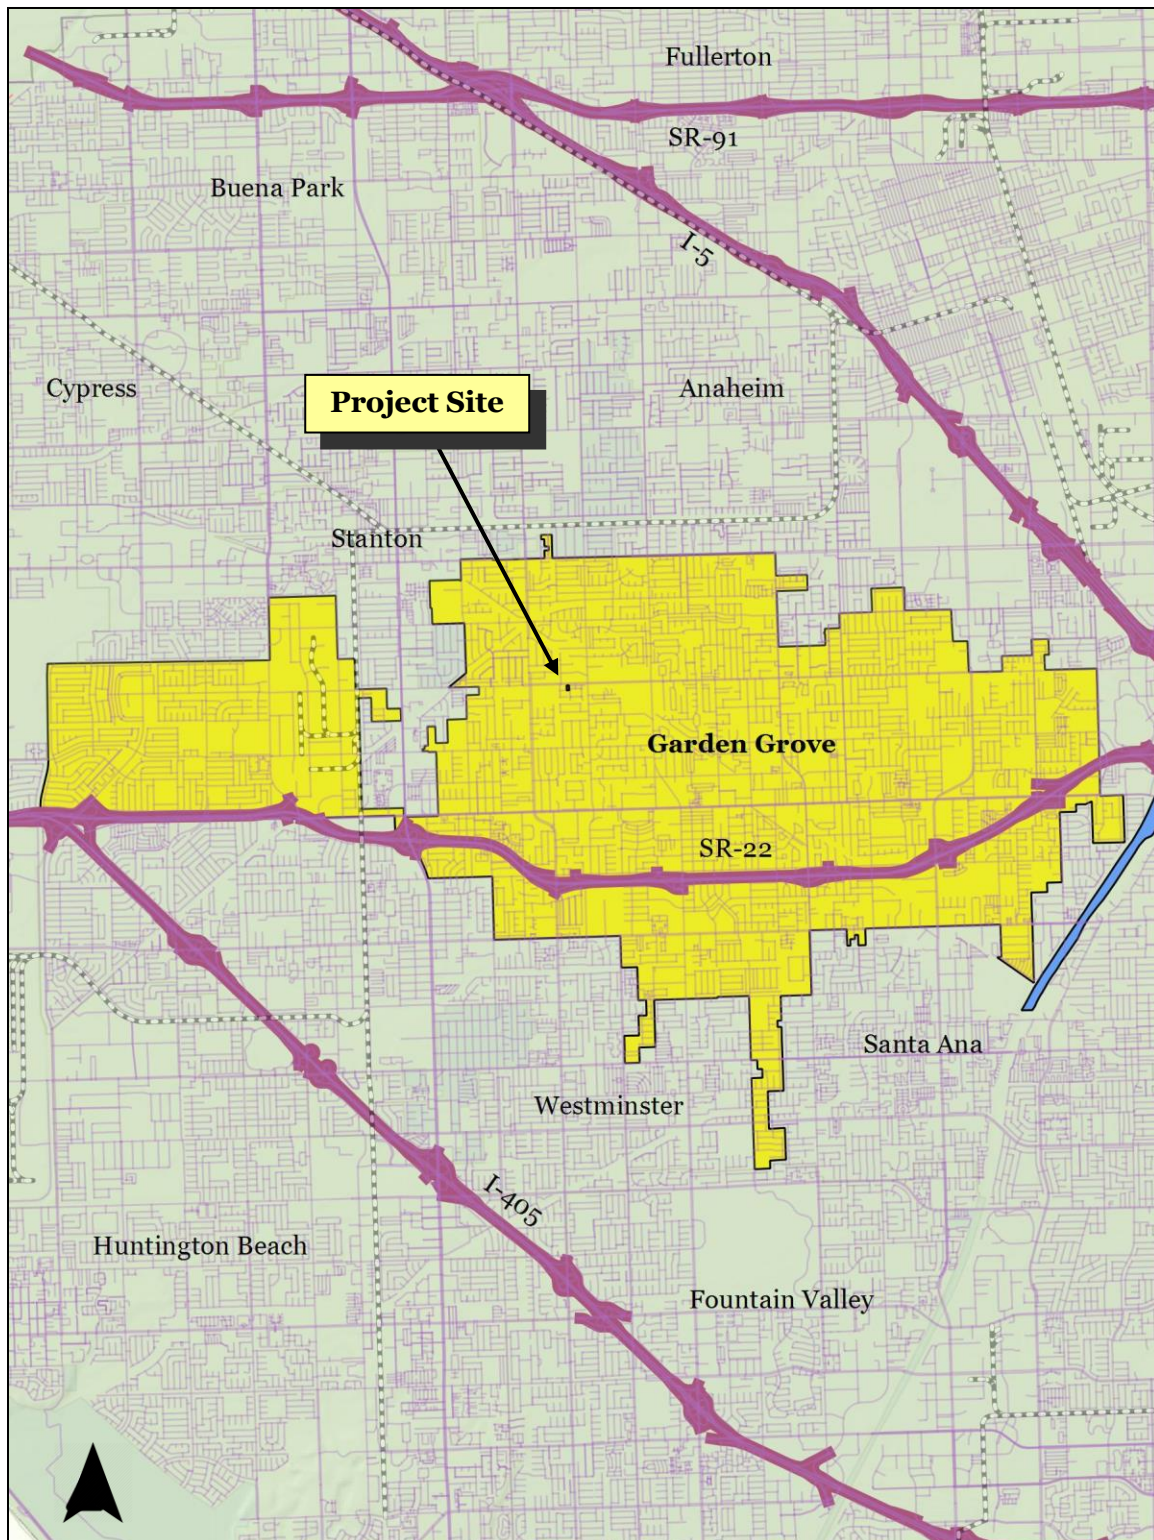 Fullerton
SR-91
Buena Park
I-5
Cypress
Project Site
Anaheim
Stanton
Garden Grove
SR-22
Santa Ana
Westminster
I-405
Huntington Beach
Fountain Valley